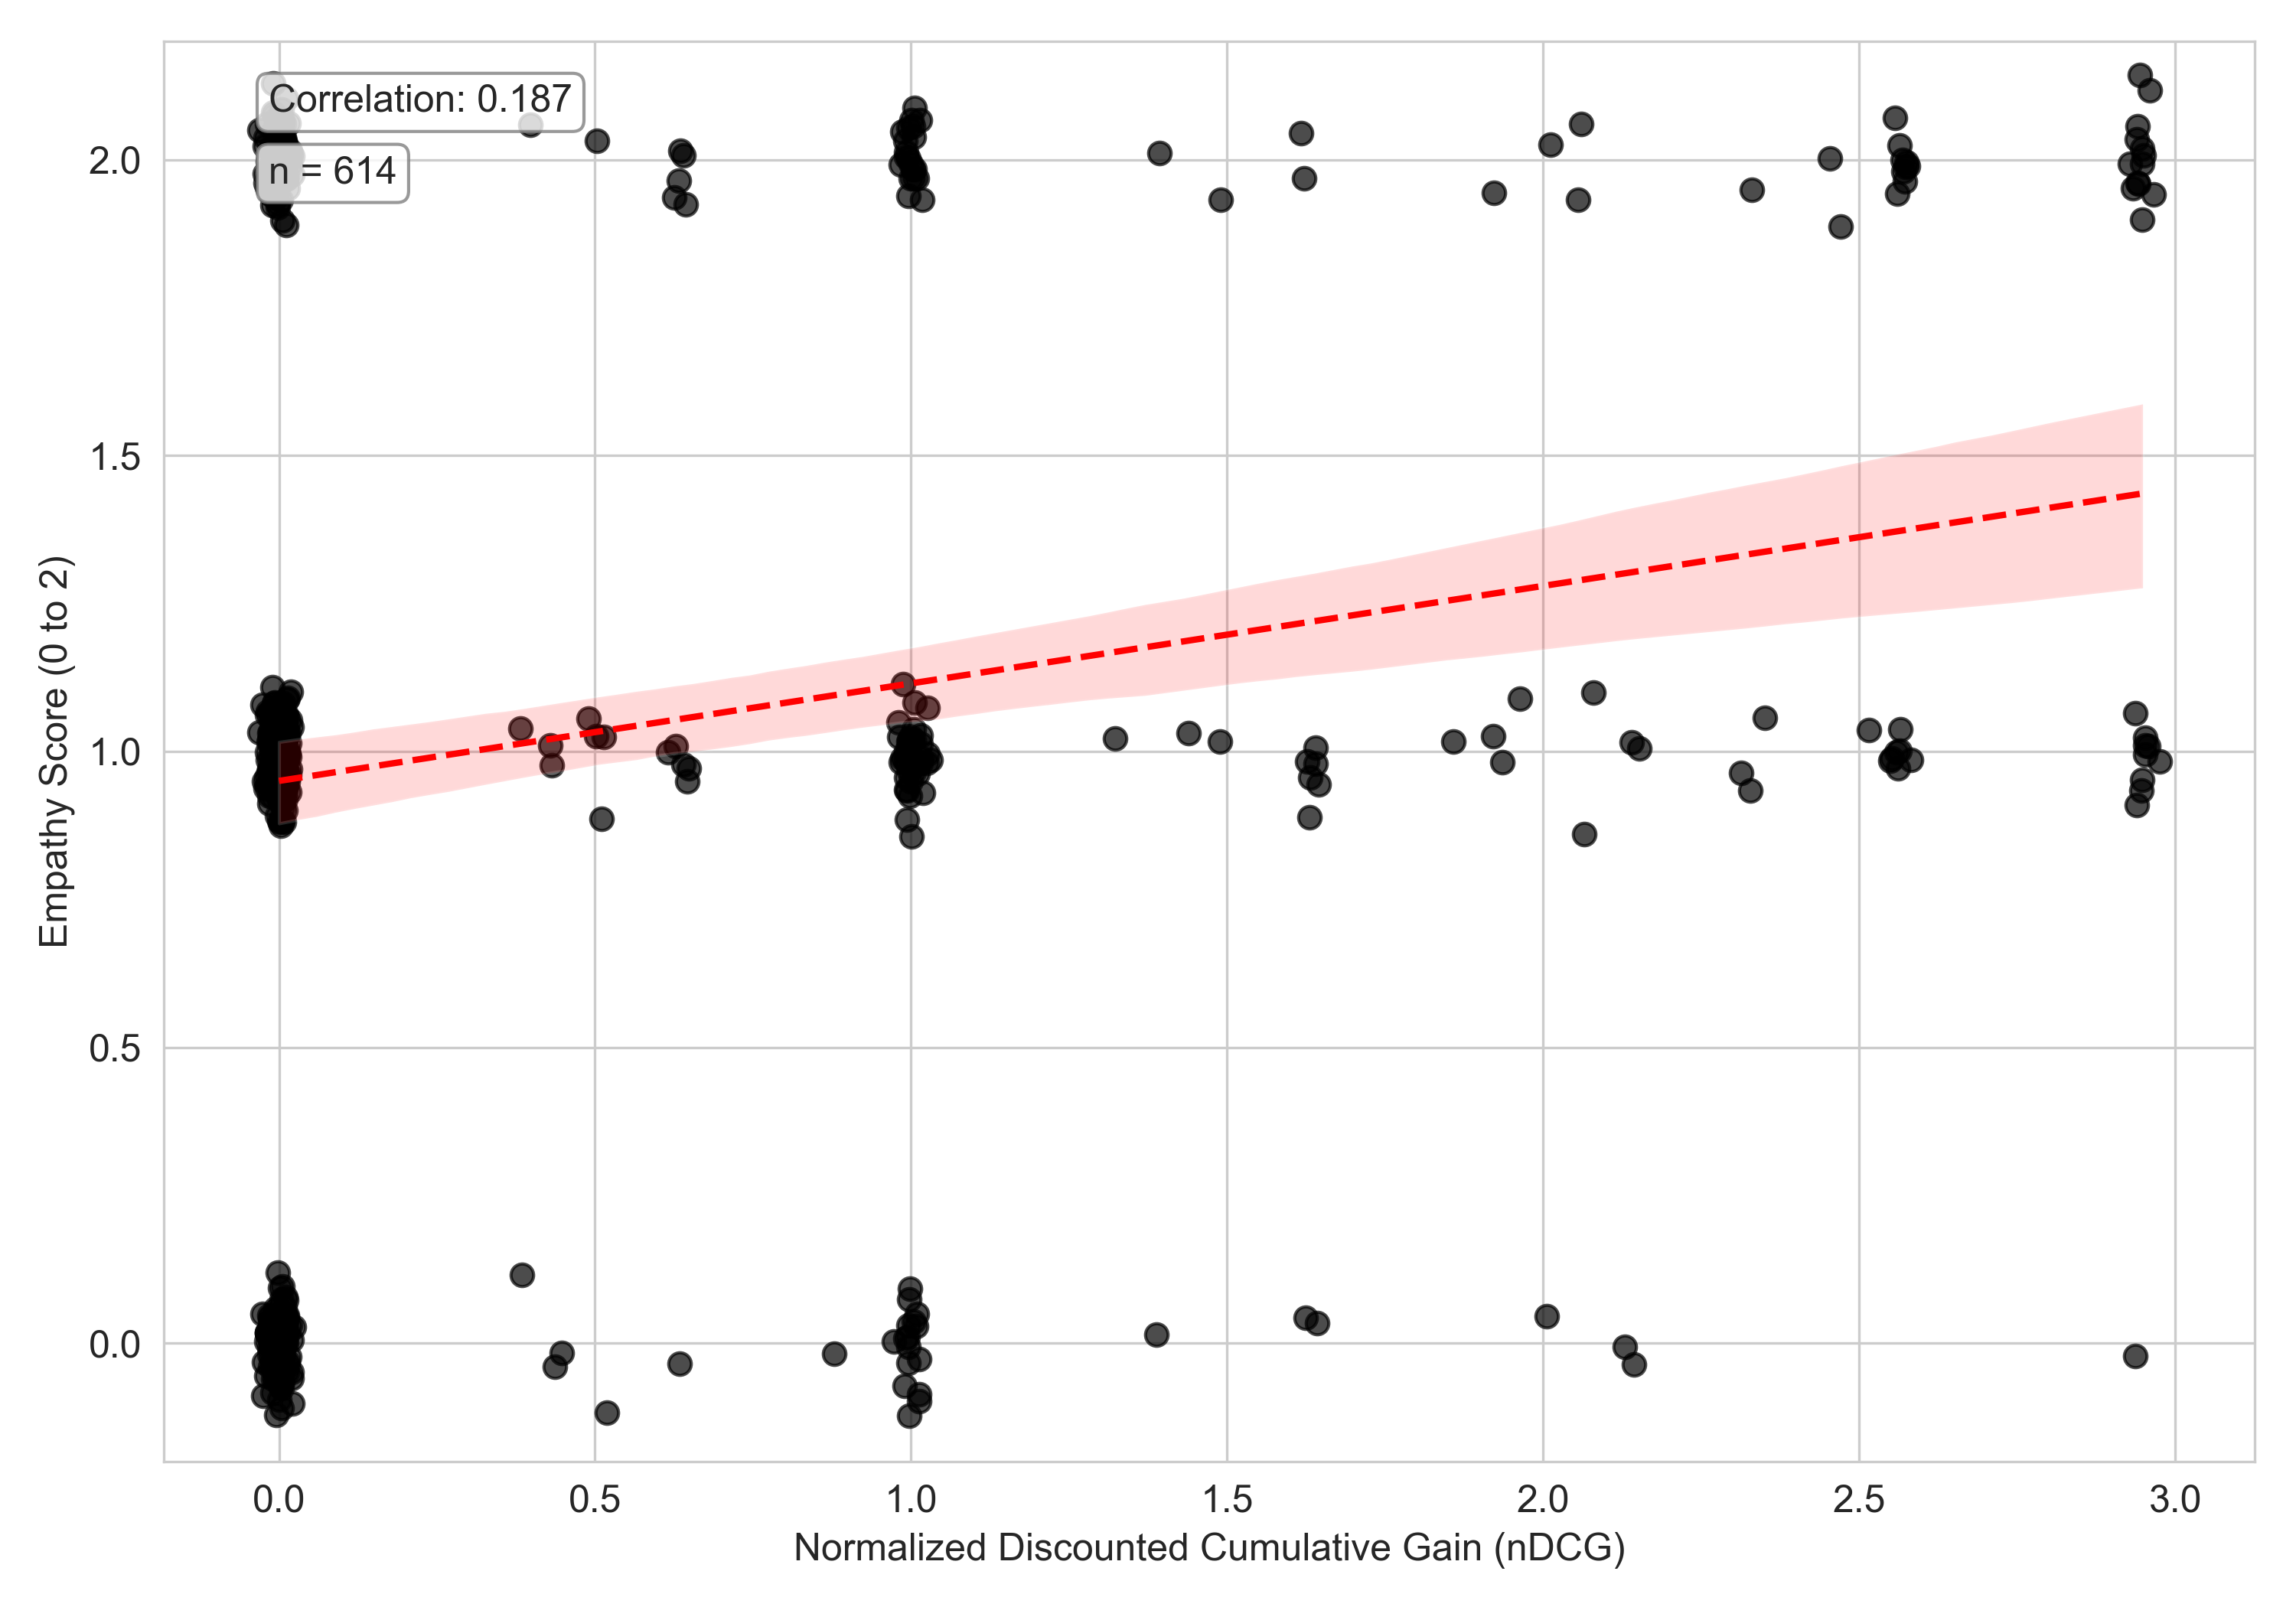 Correlation: 0.187
n = 614
2.0
1.5
1.0
0.5
0.0
Empathy Score (0 to 2)
0.0 0.5 1.0 1.5 2.0 2.5 3.0
Normalized Discounted Cumulative Gain (nDCG)